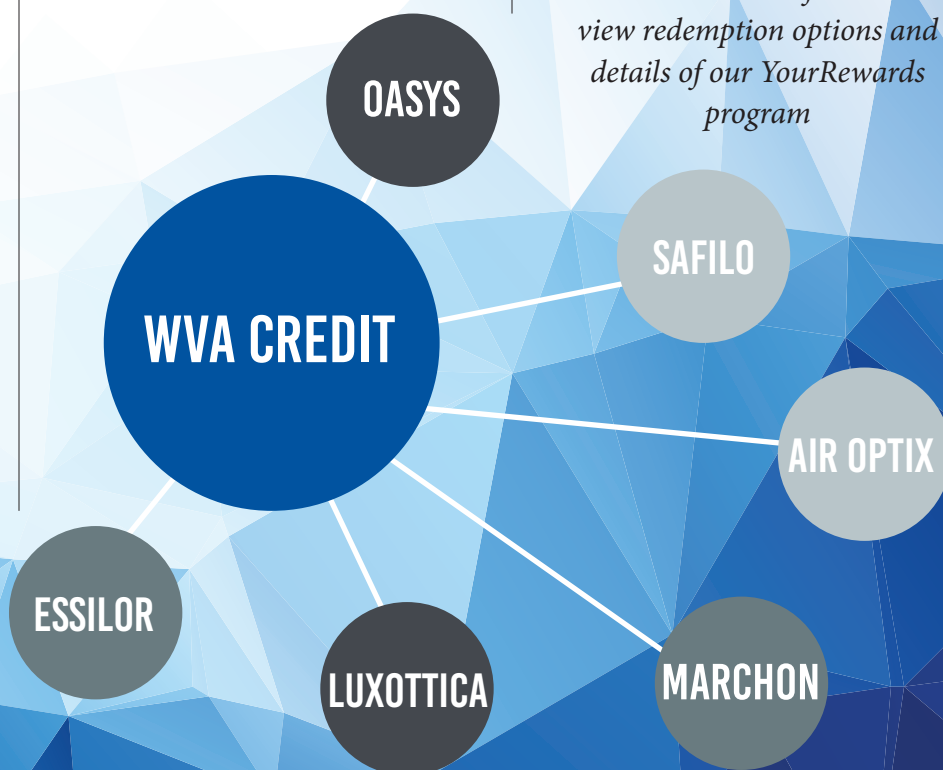 view redemption options and
details of our YourRewards
program
OASYS
SAFILO
WVA CREDIT
AIR OPTIX
ESSILOR
LUXOTTICA
MARCHON